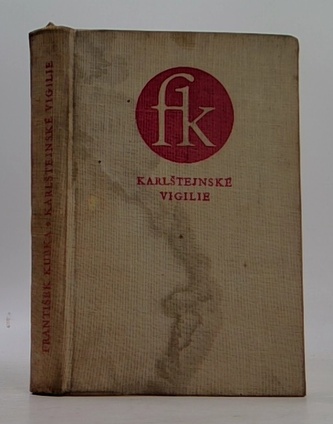 fk
KARLŠTEJNSKÉ
VIGILIE
FRANTIŠEK KUBKA • KARLŠTEJNSKÉ VIGILIE